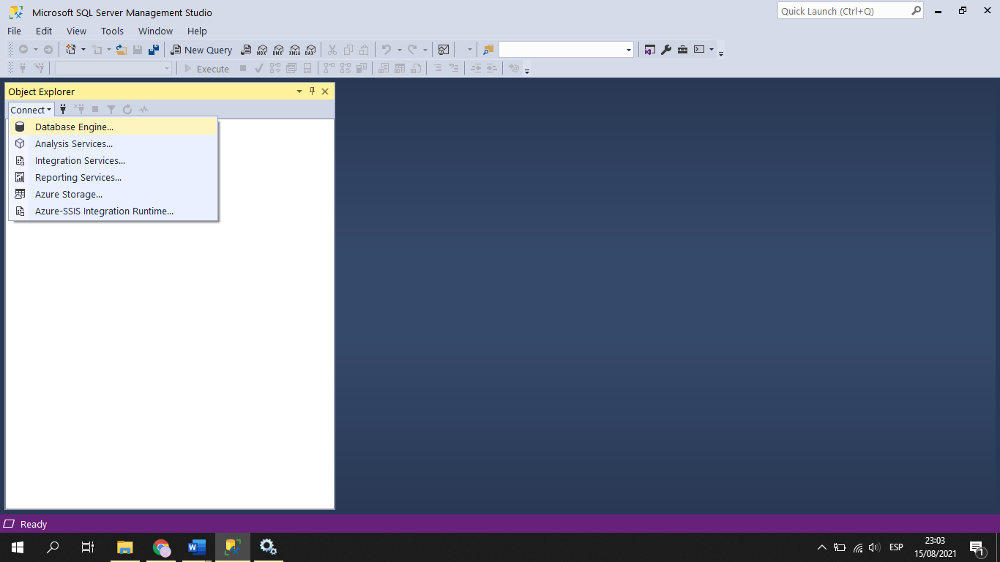 Microsoft SQL Server Management Studio
Quick Launch (Ctrl+Q)
File Edit View Tools Window Help
New Query MDX DMX XMLA DAX
Execute
Object Explorer
Connect
Database Engine...
Analysis Services...
Integration Services...
Reporting Services...
Azure Storage...
Azure-SSIS Integration Runtime...
Ready
ESP
23:03
15/08/2021
1